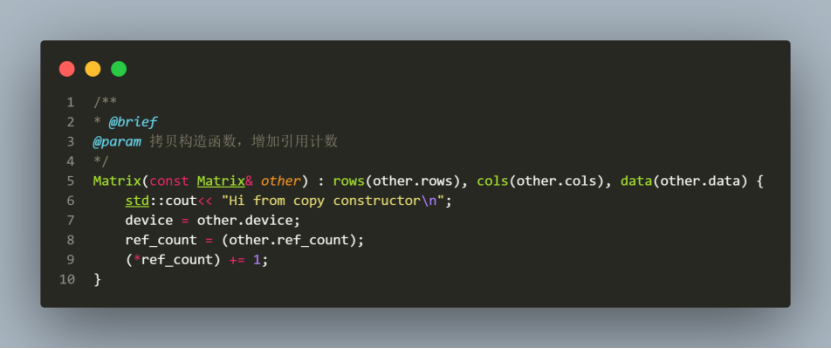 1 /**
2 * @brief
3 @param 拷贝构造函数，增加引用计数
4 */
5 Matrix(const Matrix& other) : rows(other.rows), cols(other.cols), data(other.data) {
6     std::cout<< "Hi from copy constructor\n";
7     device = other.device;
8     ref_count = (other.ref_count);
9     (*ref_count) += 1;
10 }